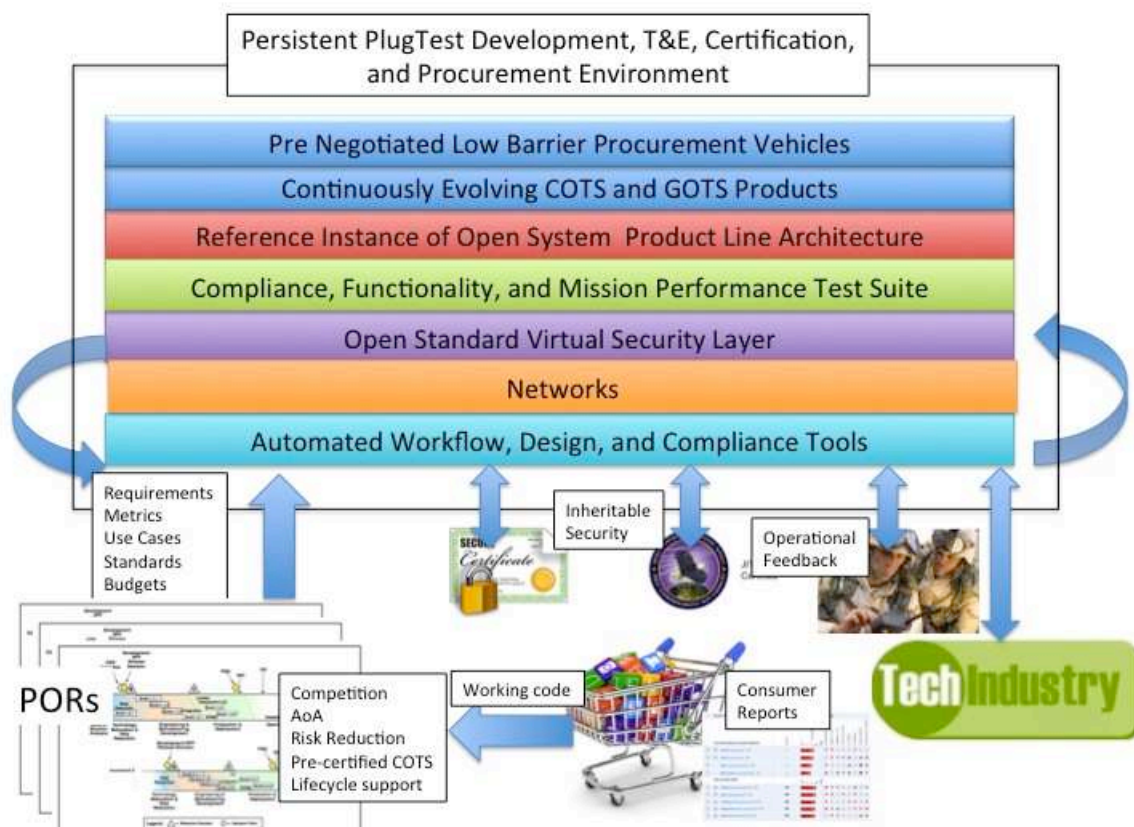 Persistent PlugTest Development, T&E, Certification,
and Procurement Environment
Pre Negotiated Low Barrier Procurement Vehicles
Continuously Evolving COTS and GOTS Products
Reference Instance of Open System Product Line Architecture
Compliance, Functionality, and Mission Performance Test Suite
Open Standard Virtual Security Layer
Networks
Automated Workflow, Design, and Compliance Tools
Requirements
Metrics
Use Cases
Standards
Budgets
Inheritable
Security
Operational
Feedback
Certificate
PORs
Competition
AoA
Risk Reduction
Pre-certified COTS
Lifecycle support
Working code
Consumer
Reports
TechIndustry